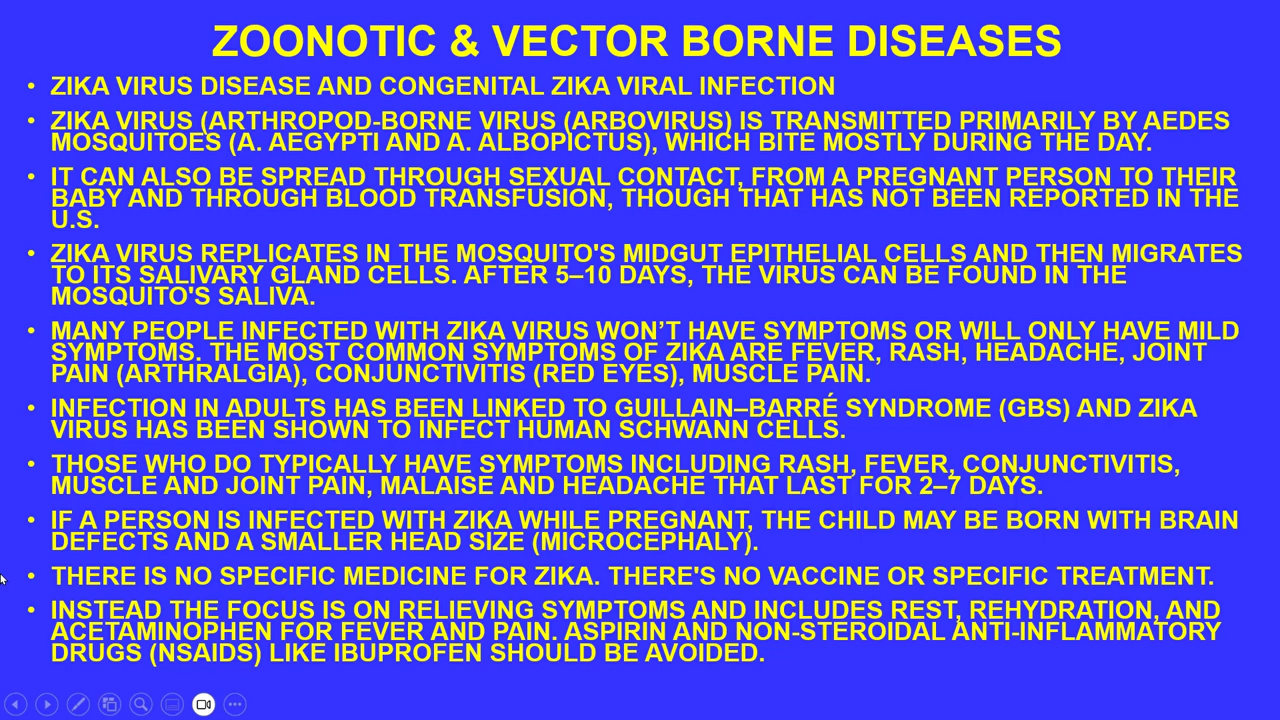 ZOONOTIC & VECTOR BORNE DISEASES
• ZIKA VIRUS DISEASE AND CONGENITAL ZIKA VIRAL INFECTION
• ZIKA VIRUS (ARTHROPOD-BORNE VIRUS (ARBOVIRUS) IS TRANSMITTED PRIMARILY BY AEDES
MOSQUITOES (A. AEGYPTI AND A. ALBOPICTUS), WHICH BITE MOSTLY DURING THE DAY.
• IT CAN ALSO BE SPREAD THROUGH SEXUAL CONTACT, FROM A PREGNANT PERSON TO THEIR
BABY AND THROUGH BLOOD TRANSFUSION, THOUGH THAT HAS NOT BEEN REPORTED IN THE
U.S.
• ZIKA VIRUS REPLICATES IN THE MOSQUITO'S MIDGUT EPITHELIAL CELLS AND THEN MIGRATES
TO ITS SALIVARY GLAND CELLS. AFTER 5–10 DAYS, THE VIRUS CAN BE FOUND IN THE
MOSQUITO'S SALIVA.
• MANY PEOPLE INFECTED WITH ZIKA VIRUS WON’T HAVE SYMPTOMS OR WILL ONLY HAVE MILD
SYMPTOMS. THE MOST COMMON SYMPTOMS OF ZIKA ARE FEVER, RASH, HEADACHE, JOINT
PAIN (ARTHRALGIA), CONJUNCTIVITIS (RED EYES), MUSCLE PAIN.
• INFECTION IN ADULTS HAS BEEN LINKED TO GUILLAIN–BARRÉ SYNDROME (GBS) AND ZIKA
VIRUS HAS BEEN SHOWN TO INFECT HUMAN SCHWANN CELLS.
• THOSE WHO DO TYPICALLY HAVE SYMPTOMS INCLUDING RASH, FEVER, CONJUNCTIVITIS,
MUSCLE AND JOINT PAIN, MALAISE AND HEADACHE THAT LAST FOR 2–7 DAYS.
• IF A PERSON IS INFECTED WITH ZIKA WHILE PREGNANT, THE CHILD MAY BE BORN WITH BRAIN
DEFECTS AND A SMALLER HEAD SIZE (MICROCEPHALY).
• THERE IS NO SPECIFIC MEDICINE FOR ZIKA. THERE'S NO VACCINE OR SPECIFIC TREATMENT.
• INSTEAD THE FOCUS IS ON RELIEVING SYMPTOMS AND INCLUDES REST, REHYDRATION, AND
ACETAMINOPHEN FOR FEVER AND PAIN. ASPIRIN AND NON-STEROIDAL ANTI-INFLAMMATORY
DRUGS (NSAIDS) LIKE IBUPROFEN SHOULD BE AVOIDED.